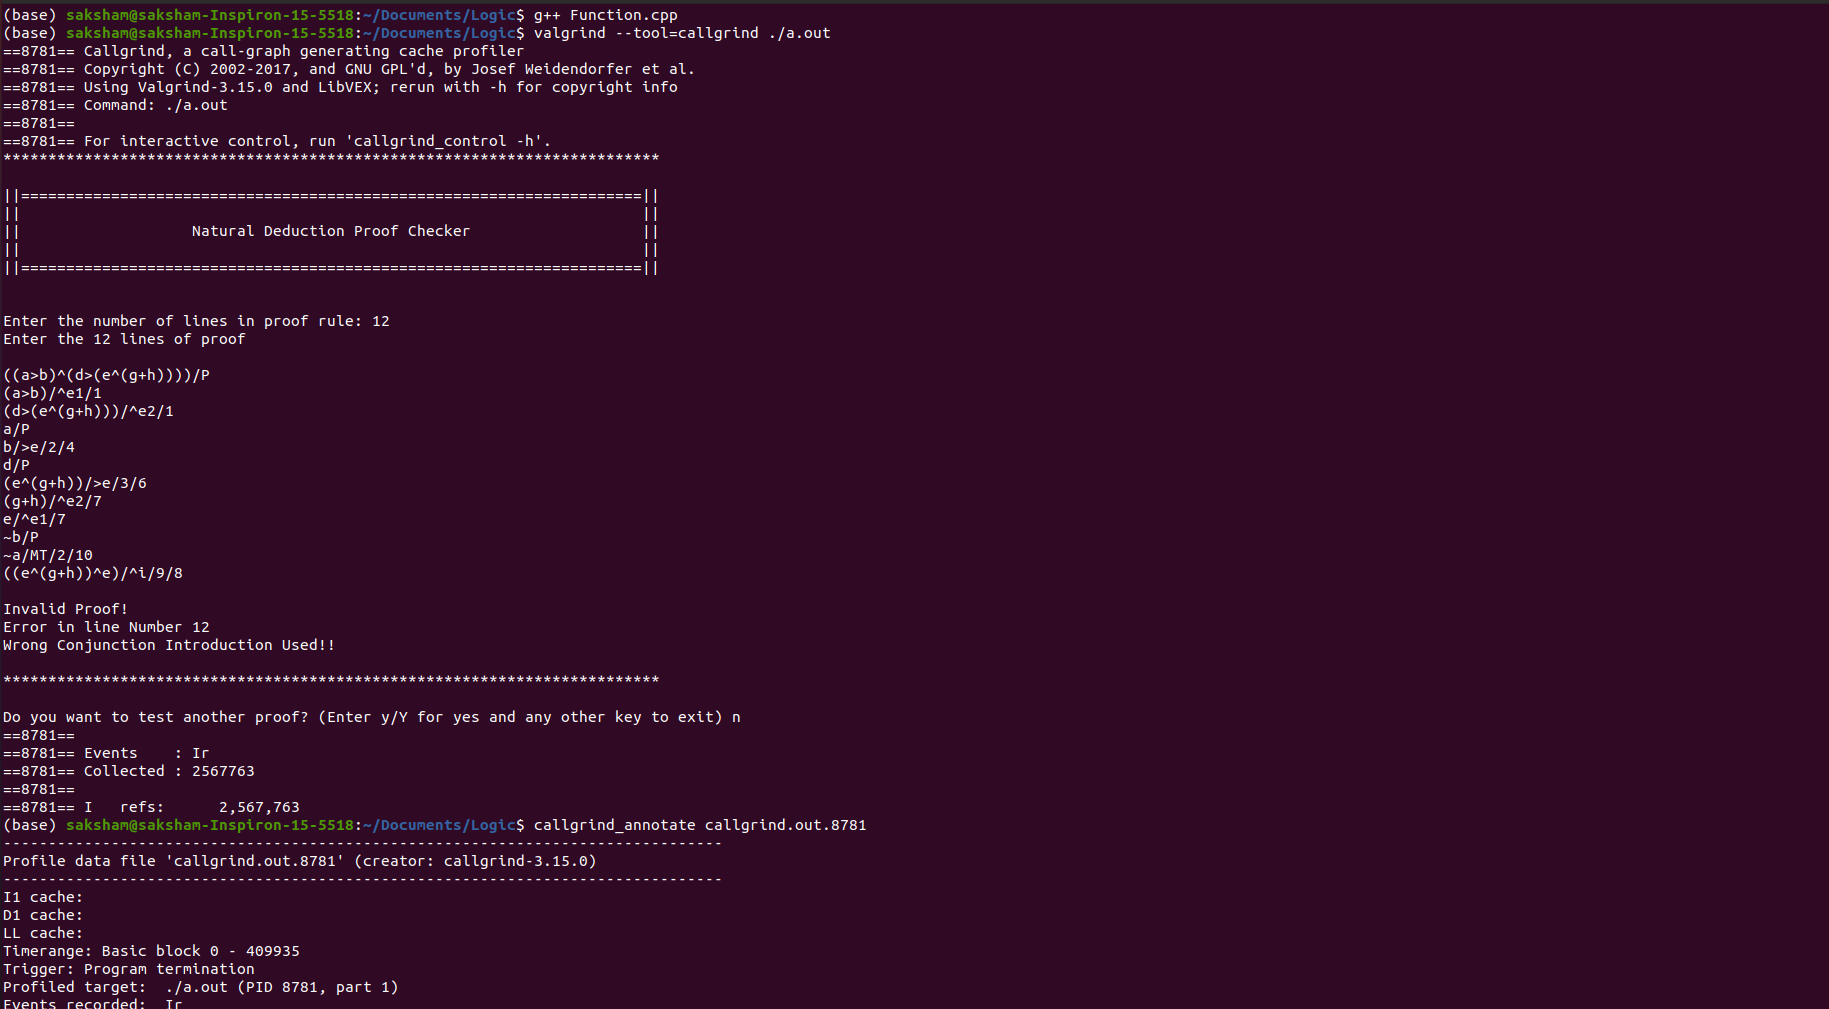 (base) saksham@saksham-Inspiron-15-5518:~/Documents/Logic$ g++ Function.cpp
(base) saksham@saksham-Inspiron-15-5518:~/Documents/Logic$ valgrind --tool=callgrind ./a.out
==8781== Callgrind, a call-graph generating cache profiler
==8781== Copyright (C) 2002-2017, and GNU GPL'd, by Josef Weidendorfer et al.
==8781== Using Valgrind-3.15.0 and LibVEX; rerun with -h for copyright info
==8781== Command: ./a.out
==8781==
==8781== For interactive control, run 'callgrind_control -h'.
*************************************************************************

||=====================================================================||
||                                                                     ||
||                   Natural Deduction Proof Checker                   ||
||                                                                     ||
||=====================================================================||

Enter the number of lines in proof rule: 12
Enter the 12 lines of proof

((a>b)^(d>(e^(g+h))))/P
(a>b)/^e1/1
(d>(e^(g+h)))/^e2/1
a/P
b/>e/2/4
d/P
(e^(g+h))/>e/3/6
(g+h)/^e2/7
e/^e1/7
~b/P
~a/MT/2/10
((e^(g+h))^e)/^i/9/8

Invalid Proof!
Error in line Number 12
Wrong Conjunction Introduction Used!!

*************************************************************************

Do you want to test another proof? (Enter y/Y for yes and any other key to exit) n
==8781==
==8781== Events    : Ir
==8781== Collected : 2567763
==8781==
==8781== I   refs:      2,567,763
(base) saksham@saksham-Inspiron-15-5518:~/Documents/Logic$ callgrind_annotate callgrind.out.8781
--------------------------------------------------------------------------------
Profile data file 'callgrind.out.8781' (creator: callgrind-3.15.0)
--------------------------------------------------------------------------------
I1 cache:
D1 cache:
LL cache:
Timerange: Basic block 0 - 409935
Trigger: Program termination
Profiled target:  ./a.out (PID 8781, part 1)
Events recorded:  Ir